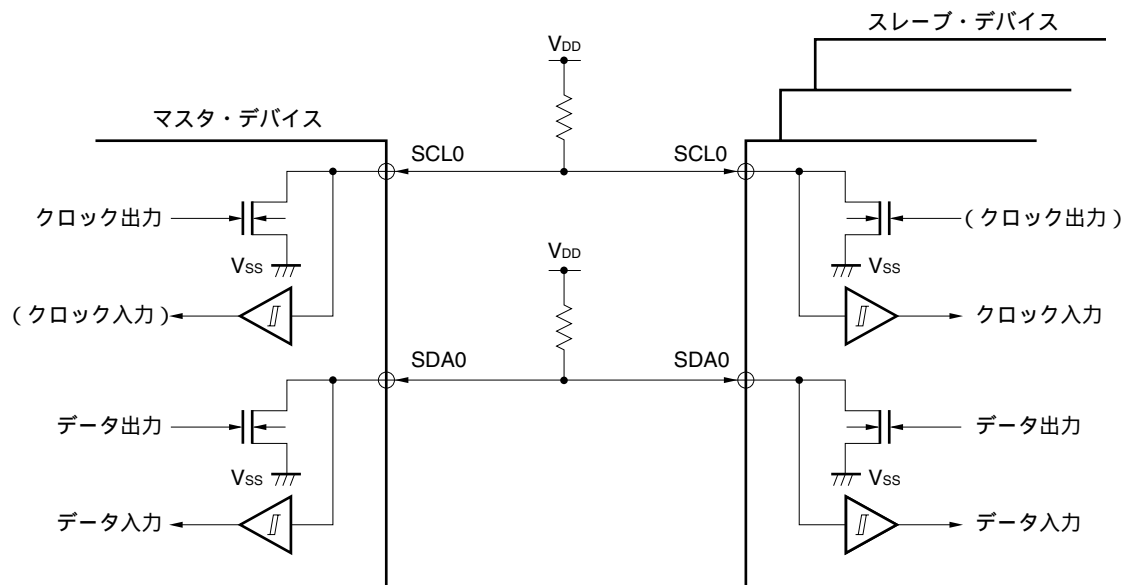 スレーブ・デバイス
VDD
マスタ・デバイス
SCL0
SCL0
クロック出力
(クロック出力)
VSS
VSS
VDD
(クロック入力)
クロック入力
SDA0
SDA0
データ出力
データ出力
VSS
VSS
データ入力
データ入力